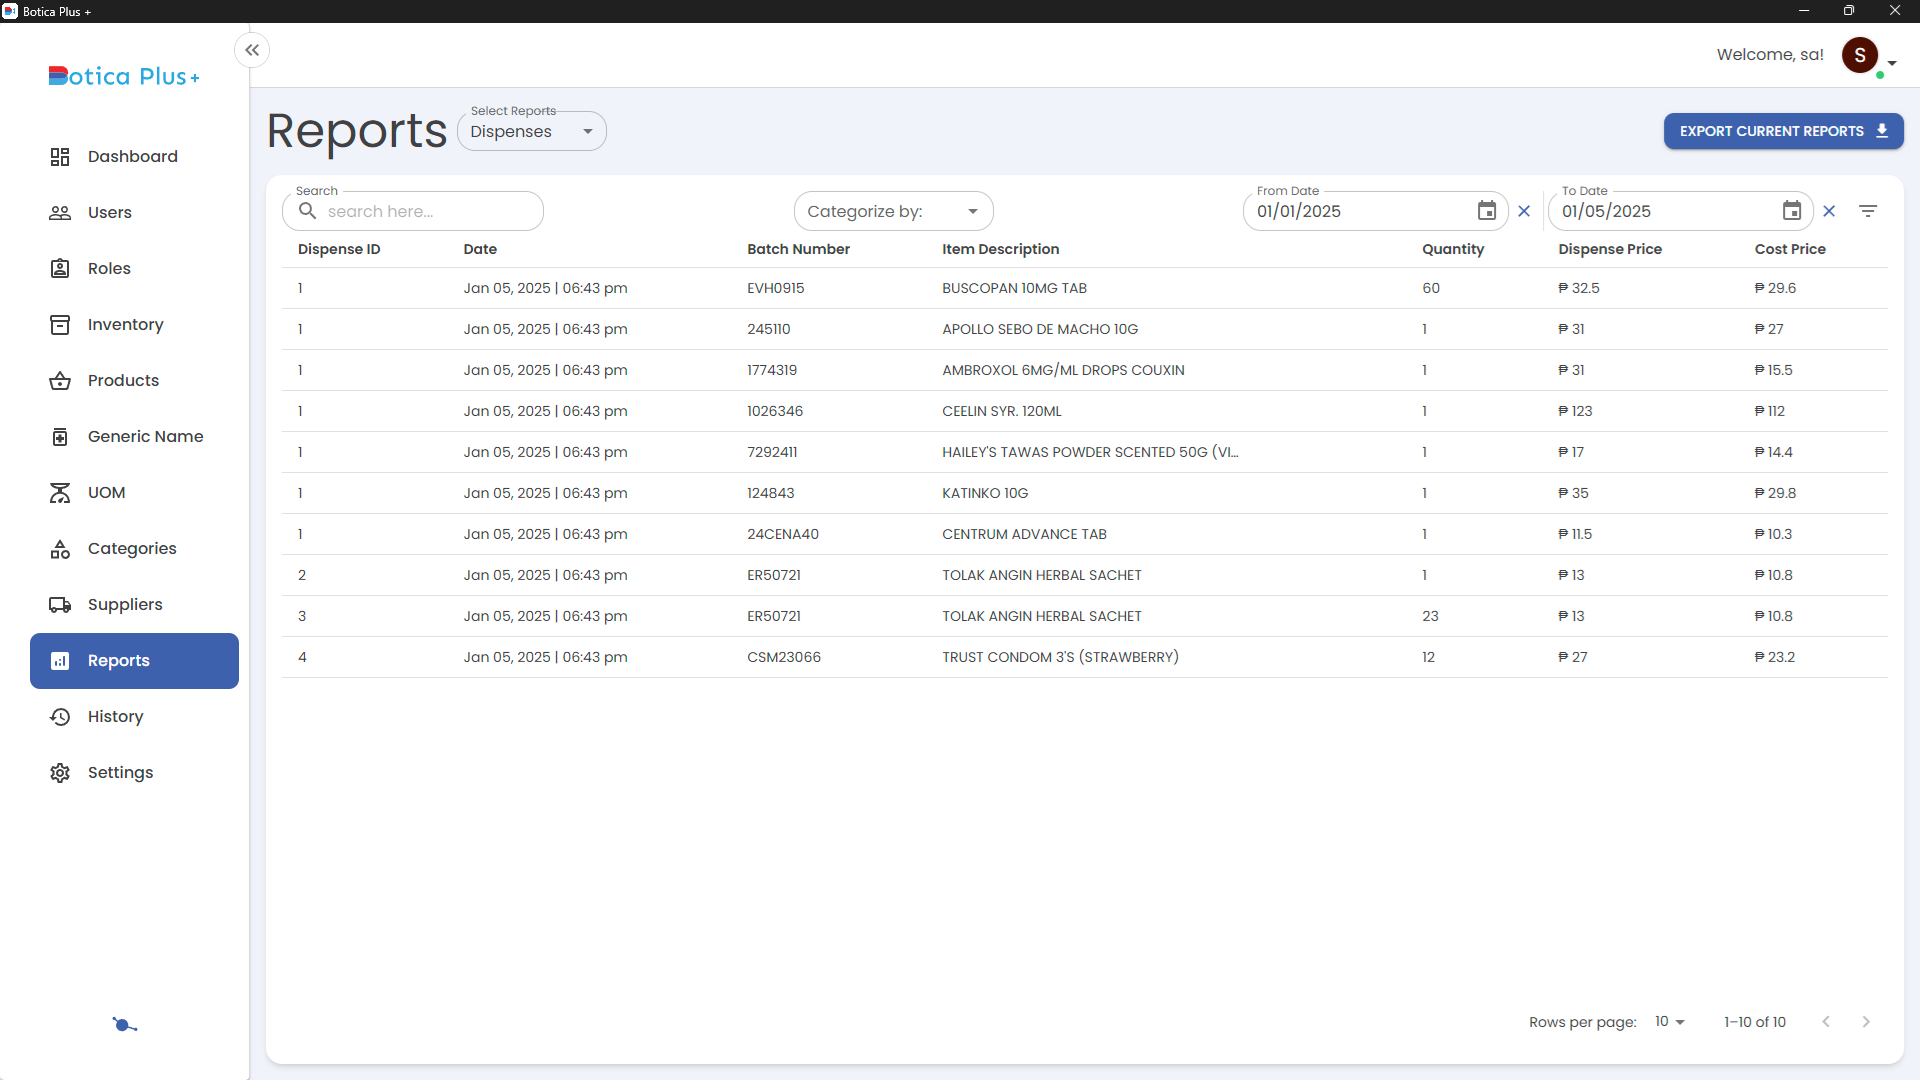 Botica Plus +
Botica Plus+
Welcome, sa!
S
Reports
Select Reports
Dispenses
EXPORT CURRENT REPORTS
Dashboard
Users
Roles
Inventory
Products
Generic Name
UOM
Categories
Suppliers
Reports
History
Settings
Search
search here...
Categorize by:
From Date
01/01/2025
To Date
01/05/2025
Dispense ID Date Batch Number Item Description Quantity Dispense Price Cost Price
1 Jan 05, 2025 | 06:43 pm EVH0915 BUSCOPAN 10MG TAB 60 ₱ 32.5 ₱ 29.6
1 Jan 05, 2025 | 06:43 pm 245110 APOLLO SEBO DE MACHO 10G 1 ₱ 31 ₱ 27
1 Jan 05, 2025 | 06:43 pm 1774319 AMBROXOL 6MG/ML DROPS COUXIN 1 ₱ 31 ₱ 15.5
1 Jan 05, 2025 | 06:43 pm 1026346 CEELIN SYR. 120ML 1 ₱ 123 ₱ 112
1 Jan 05, 2025 | 06:43 pm 7292411 HAILEY'S TAWAS POWDER SCENTED 50G (VI... 1 ₱ 17 ₱ 14.4
1 Jan 05, 2025 | 06:43 pm 124843 KATINKO 10G 1 ₱ 35 ₱ 29.8
1 Jan 05, 2025 | 06:43 pm 24CENA40 CENTRUM ADVANCE TAB 1 ₱ 11.5 ₱ 10.3
2 Jan 05, 2025 | 06:43 pm ER50721 TOLAK ANGIN HERBAL SACHET 1 ₱ 13 ₱ 10.8
3 Jan 05, 2025 | 06:43 pm ER50721 TOLAK ANGIN HERBAL SACHET 23 ₱ 13 ₱ 10.8
4 Jan 05, 2025 | 06:43 pm CSM23066 TRUST CONDOM 3'S (STRAWBERRY) 12 ₱ 27 ₱ 23.2
Rows per page: 10 1–10 of 10